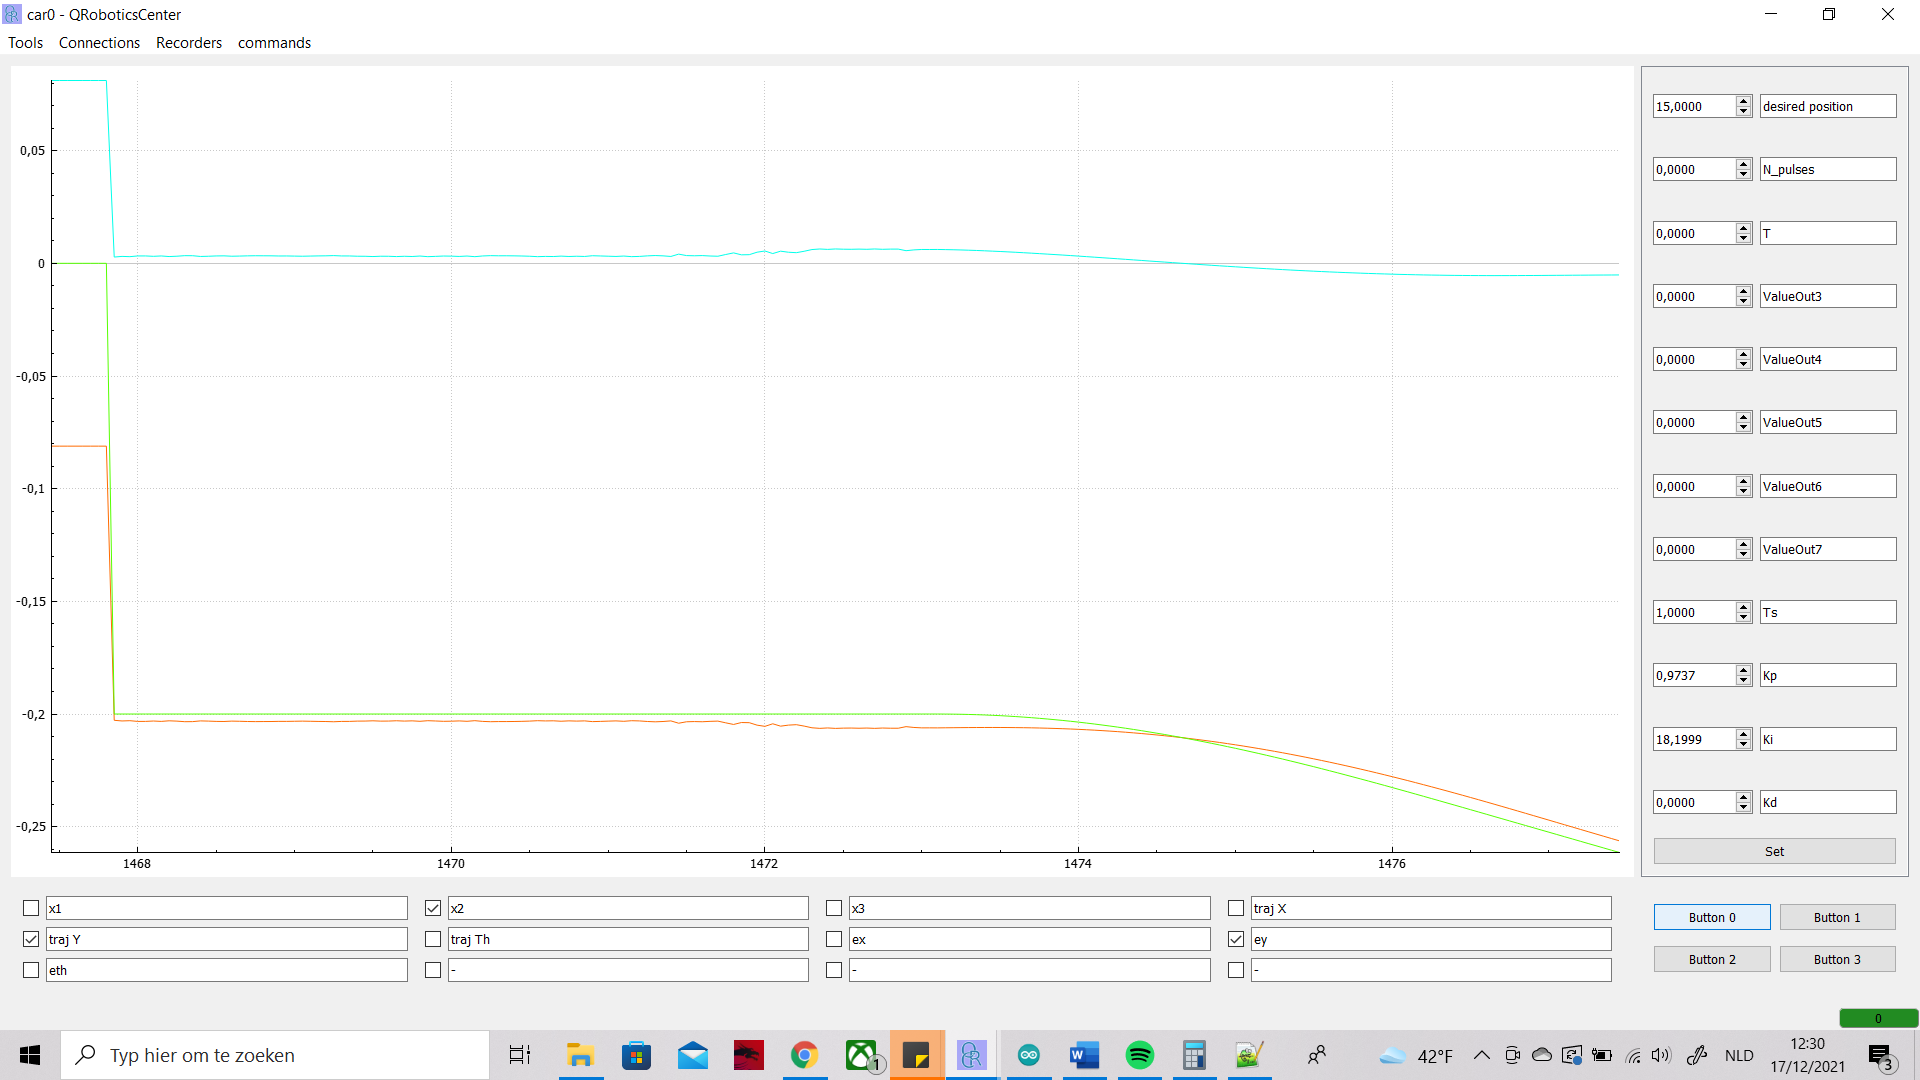 car0 - QRoboticsCenter
Tools Connections Recorders commands
0,05
0
-0,05
-0,1
-0,15
-0,2
-0,25
1468 1470 1472 1474 1476
15,0000 desired position
0,0000 N_pulses
0,0000 T
0,0000 ValueOut3
0,0000 ValueOut4
0,0000 ValueOut5
0,0000 ValueOut6
0,0000 ValueOut7
1,0000 Ts
0,9737 Kp
18,1999 Ki
0,0000 Kd
Set
x1 x2 x3 traj X
traj Y traj Th ex ey
eth - - -
Button 0 Button 1
Button 2 Button 3
0
Typ hier om te zoeken
1
42°F
NLD
12:30
17/12/2021
3